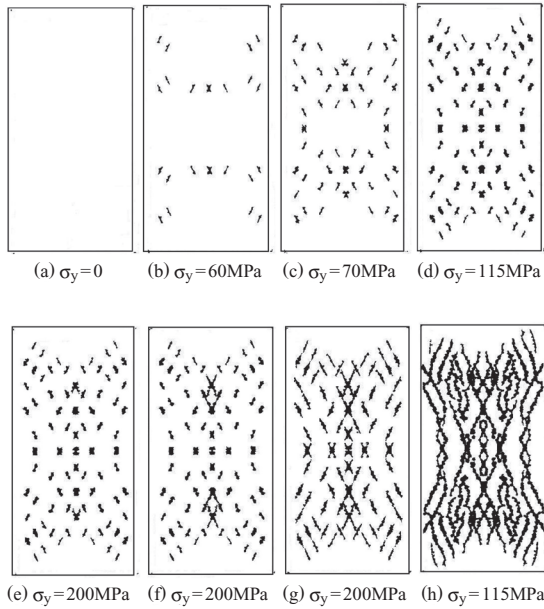 (a) σy=0
(b) σy=60MPa
(c) σy=70MPa
(d) σy=115MPa
(e) σy=200MPa
(f) σy=200MPa
(g) σy=200MPa
(h) σy=115MPa